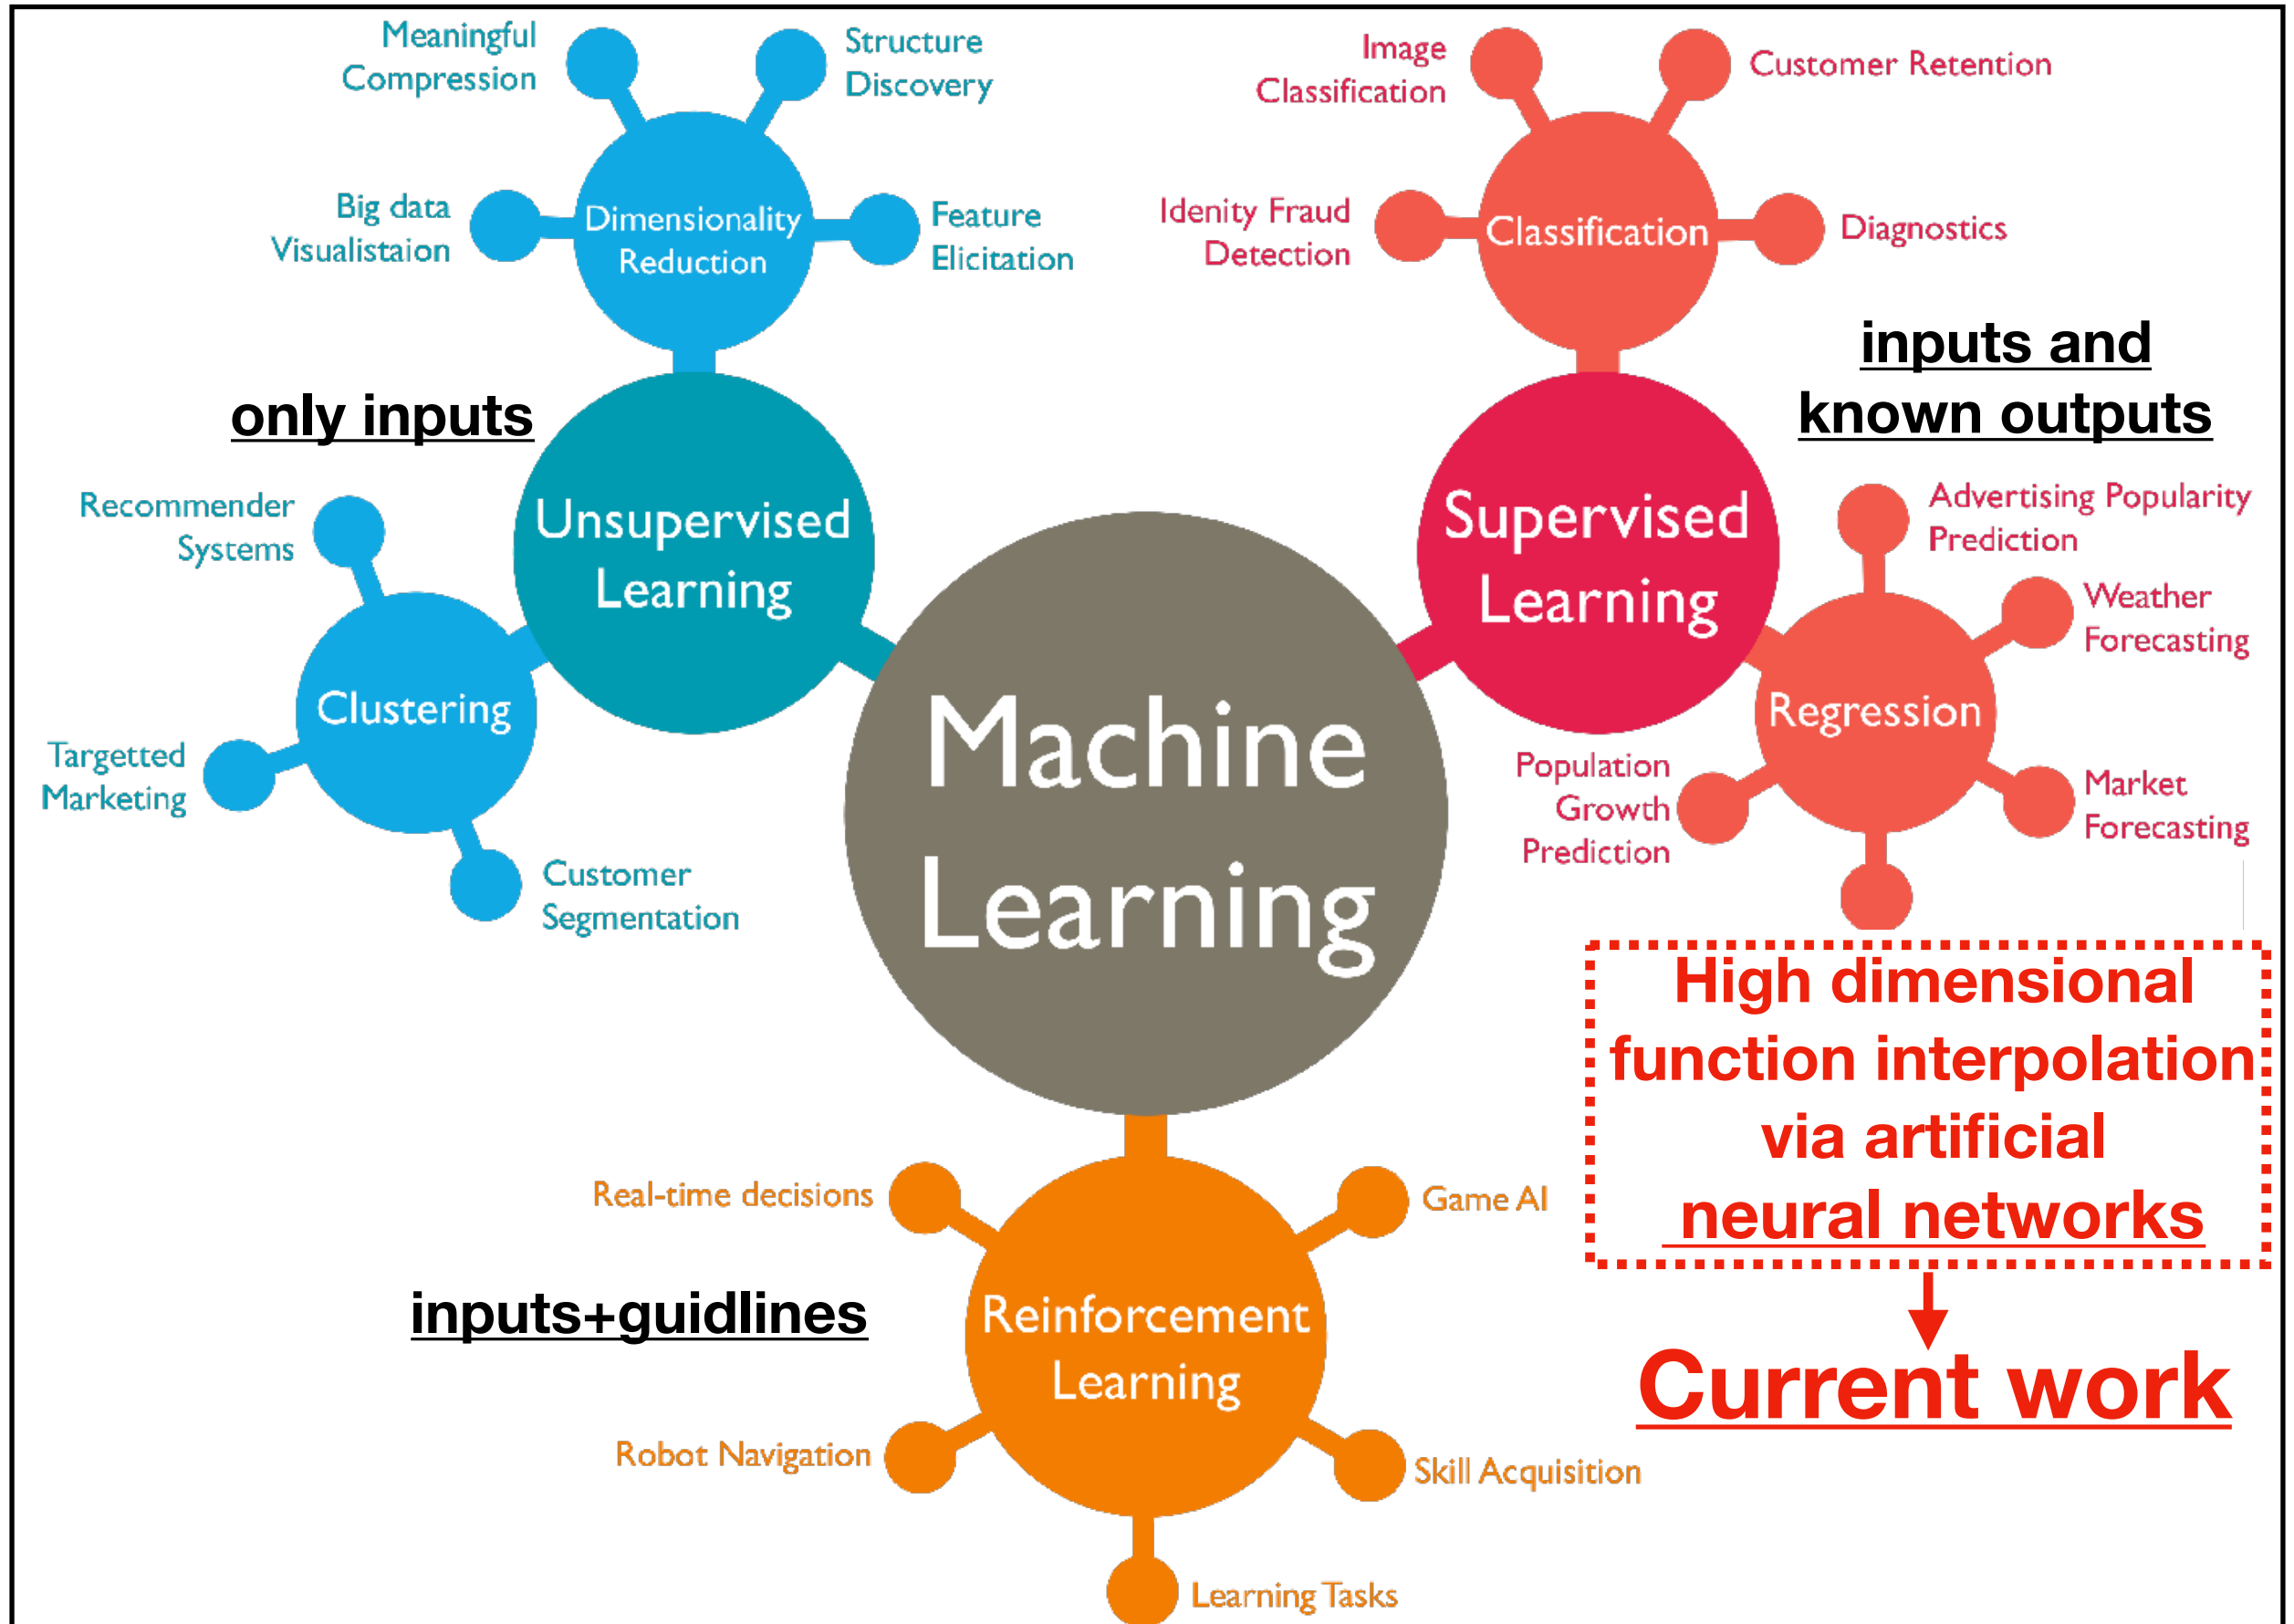 Meaningful
Compression
Structure
Discovery
Big data
Visualistaion
Dimensionality
Reduction
Feature
Elicitation
Image
Classification
Customer Retention
Idenity Fraud
Detection
Classification
Diagnostics
only inputs
inputs and
known outputs
Recommender
Systems
Unsupervised
Learning
Clustering
Targetted
Marketing
Customer
Segmentation
Supervised
Learning
Advertising Popularity
Prediction
Weather
Forecasting
Regression
Population
Growth
Prediction
Market
Forecasting
Machine
Learning
High dimensional
function interpolation
via artificial
neural networks
Current work
Real-time decisions
Game AI
inputs+guidlines
Reinforcement
Learning
Robot Navigation
Skill Acquisition
Learning Tasks